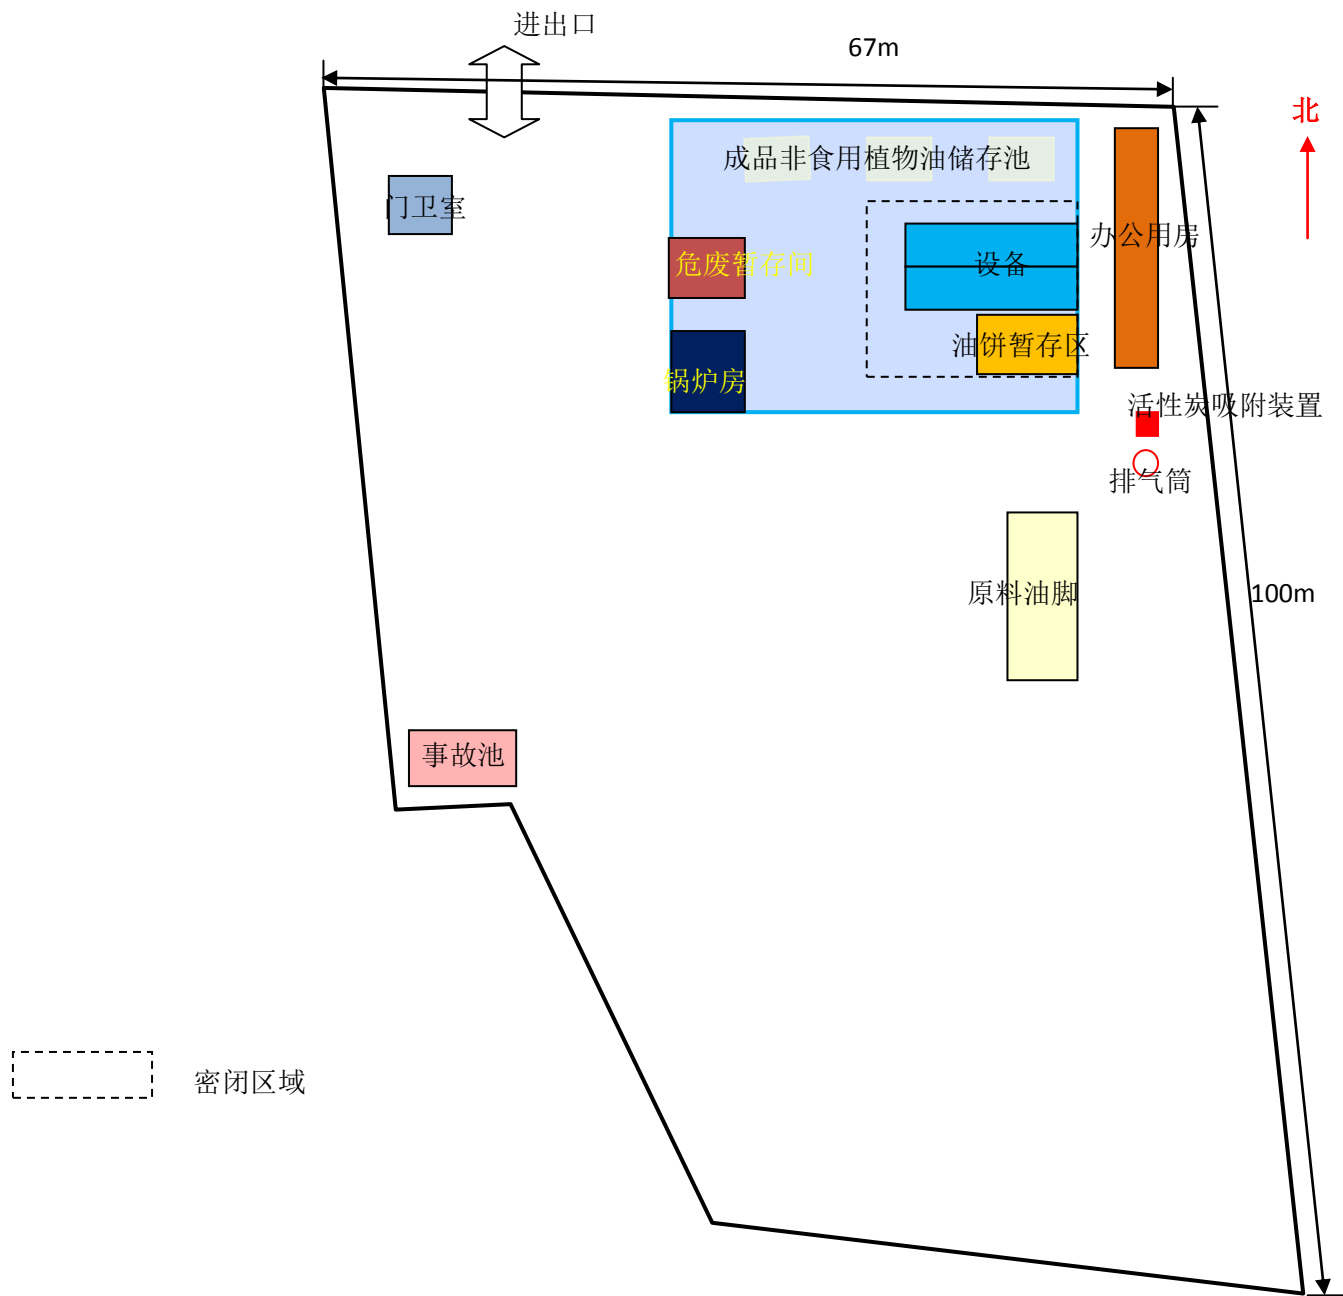 进出口
67m
北
成品非食用植物油储存池
门卫室
办公用房
危废暂存间
设备
油饼暂存区
锅炉房
活性炭吸附装置
排气筒
原料油脚
100m
事故池
密闭区域